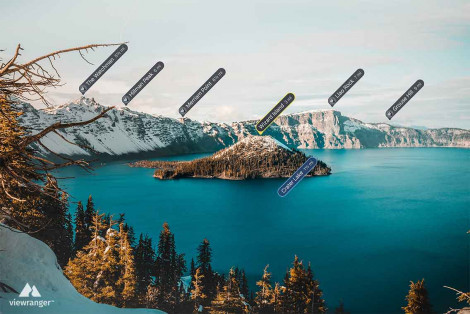 The Watchman
Hillman Peak
Merriam Point
Wizard Island
Llao Rock
Grouse Hill
Crater Lake
viewranger